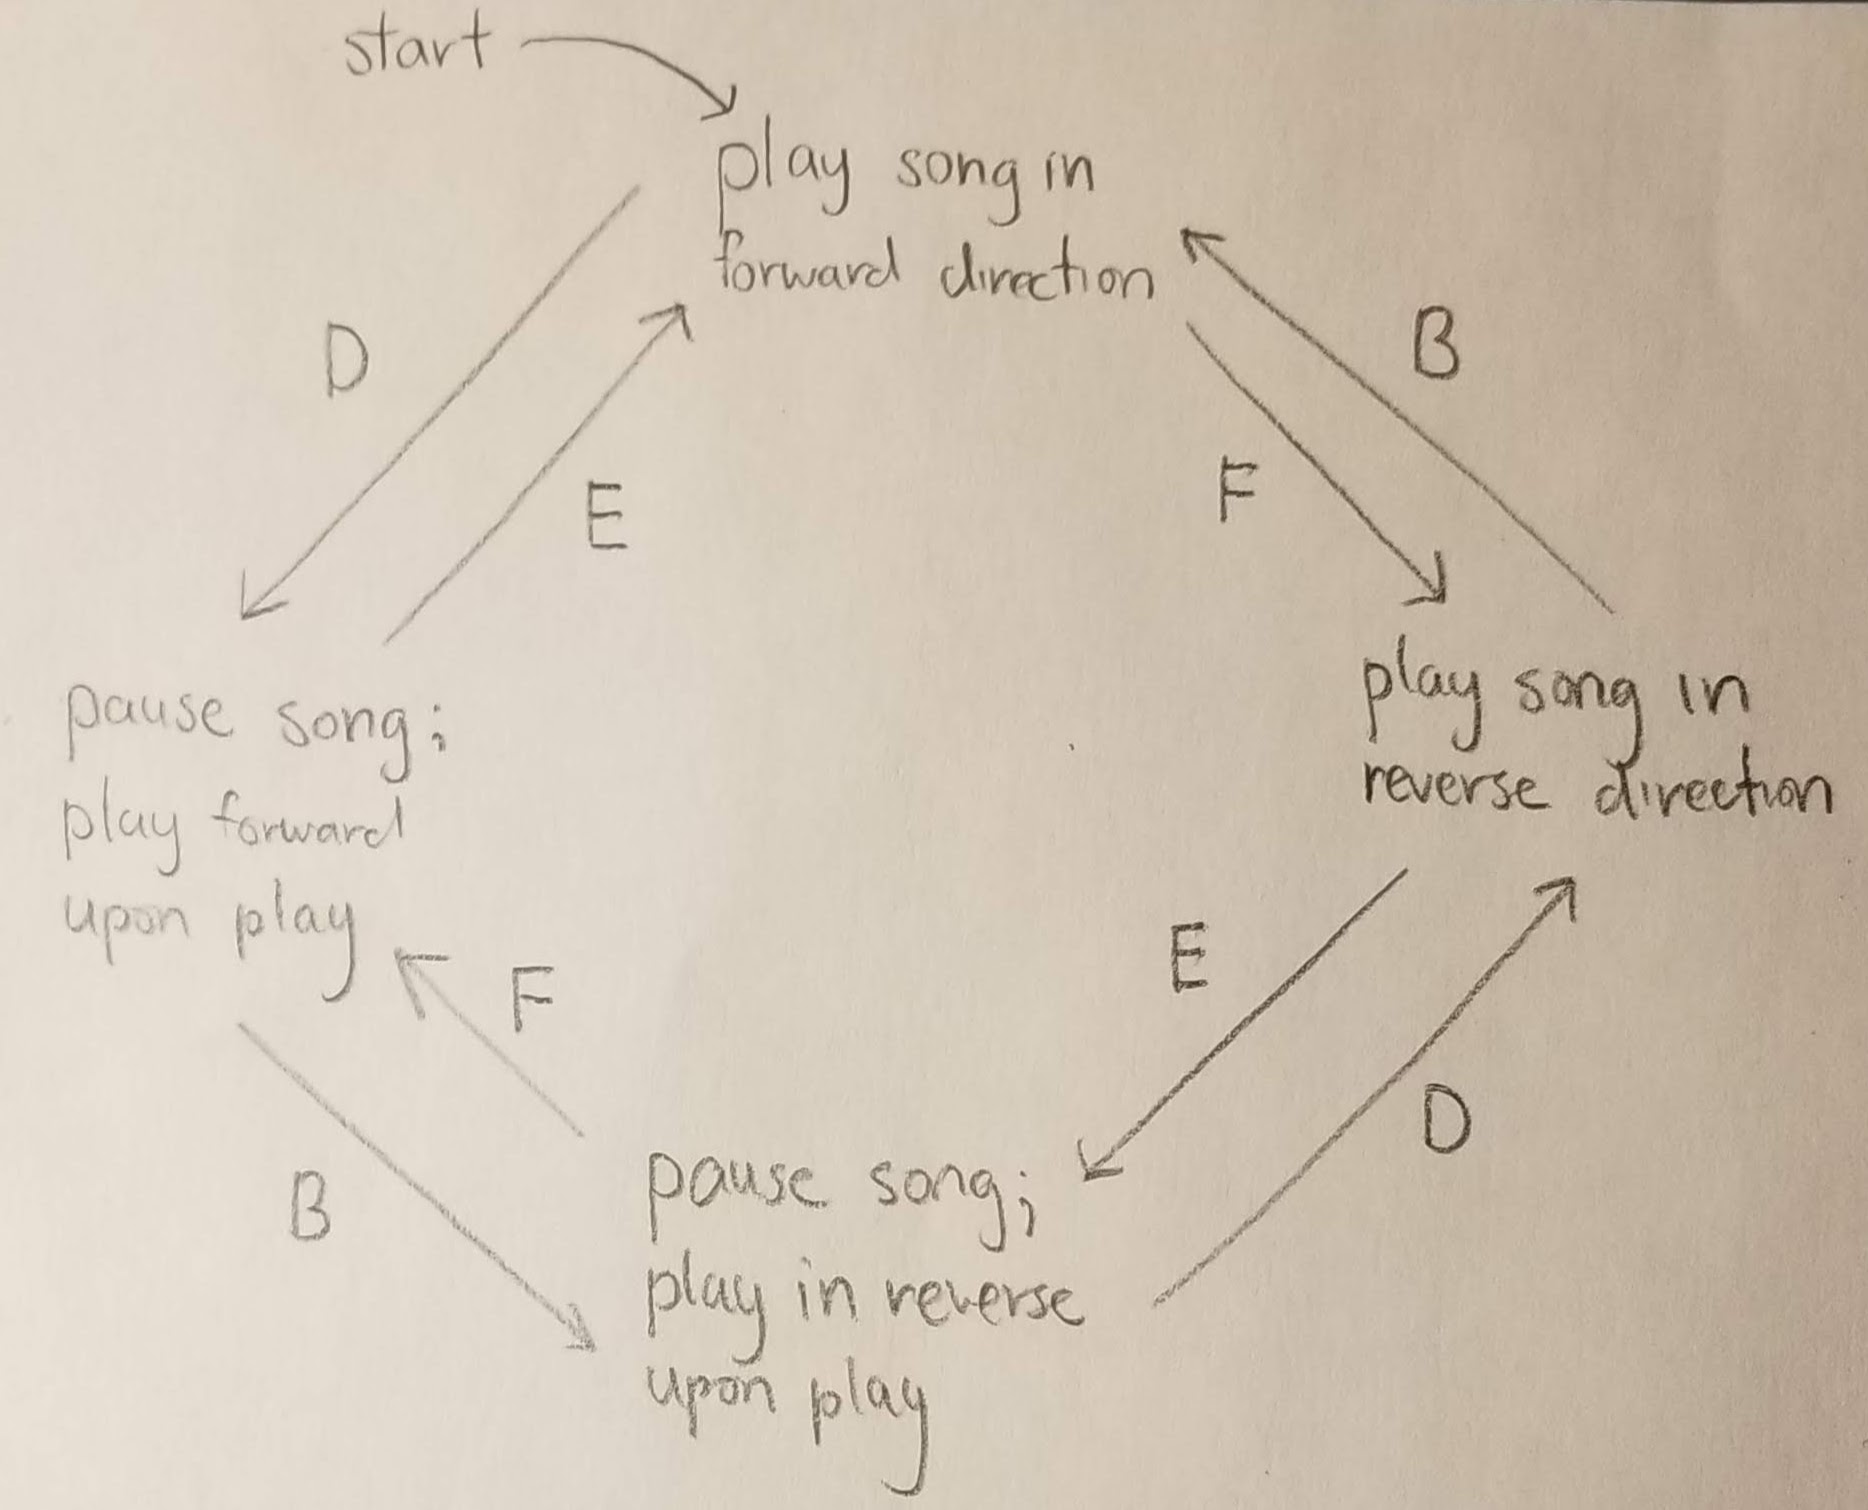 start
play song in
forward direction
D
B
E
F
pause song;
play forward
upon play
play song in
reverse direction
F
E
B
D
pause song;
play in reverse
upon play